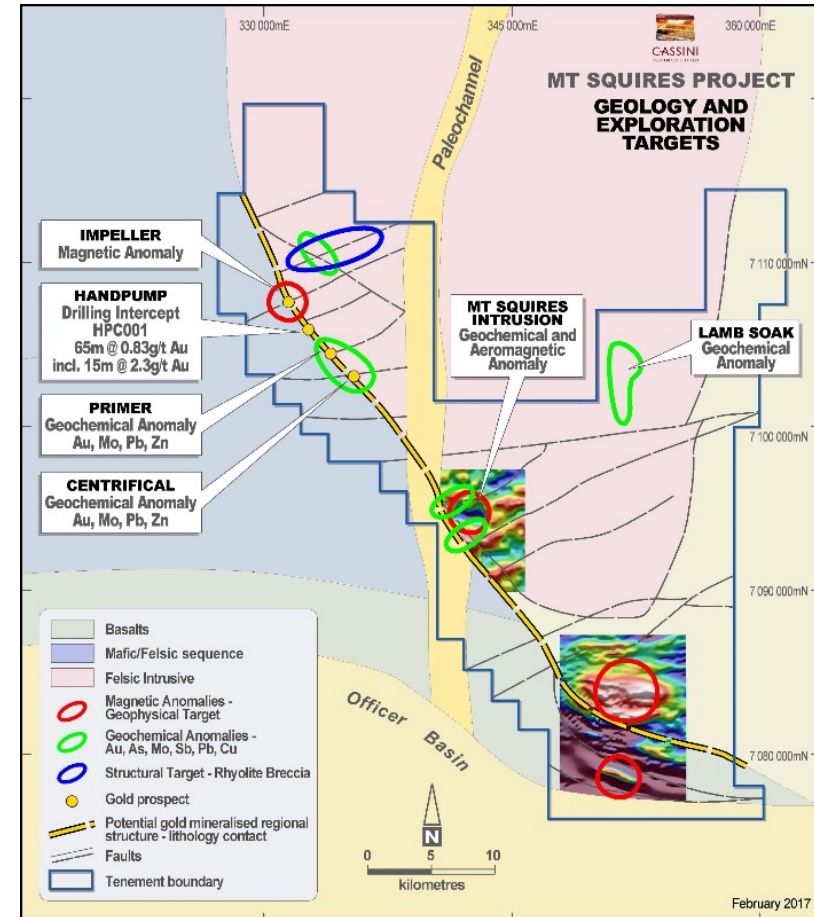 330 000mE
345 000mE
360 000mE
CASSINI
MT SQUIRES PROJECT
GEOLOGY AND
EXPLORATION
TARGETS
Paleochannel
IMPELLER
Magnetic Anomaly
7 110 000mN
HANDPUMP
Drilling Intercept
HPC001
65m @ 0.83g/t Au
incl. 15m @ 2.3g/t Au
MT SQUIRES
INTRUSION
Geochemical and
Aeromagnetic
Anomaly
LAMB SOAK
Geochemical
Anomaly
PRIMER
Geochemical Anomaly
Au, Mo, Pb, Zn
7 100 000mN
CENTRIFICAL
Geochemical Anomaly
Au, Mo, Pb, Zn
7 090 000mN
Basalts
Mafic/Felsic sequence
Felsic Intrusive
Magnetic Anomalies -
Geophysical Target
Geochemical Anomalies -
Au, As, Mo, Sb, Pb, Cu
Structural Target - Rhyolite Breccia
Gold prospect
Potential gold mineralised regional
structure - lithology contact
Faults
Tenement boundary
Officer Basin
7 080 000mN
N
0 5 10
kilometres
February 2017